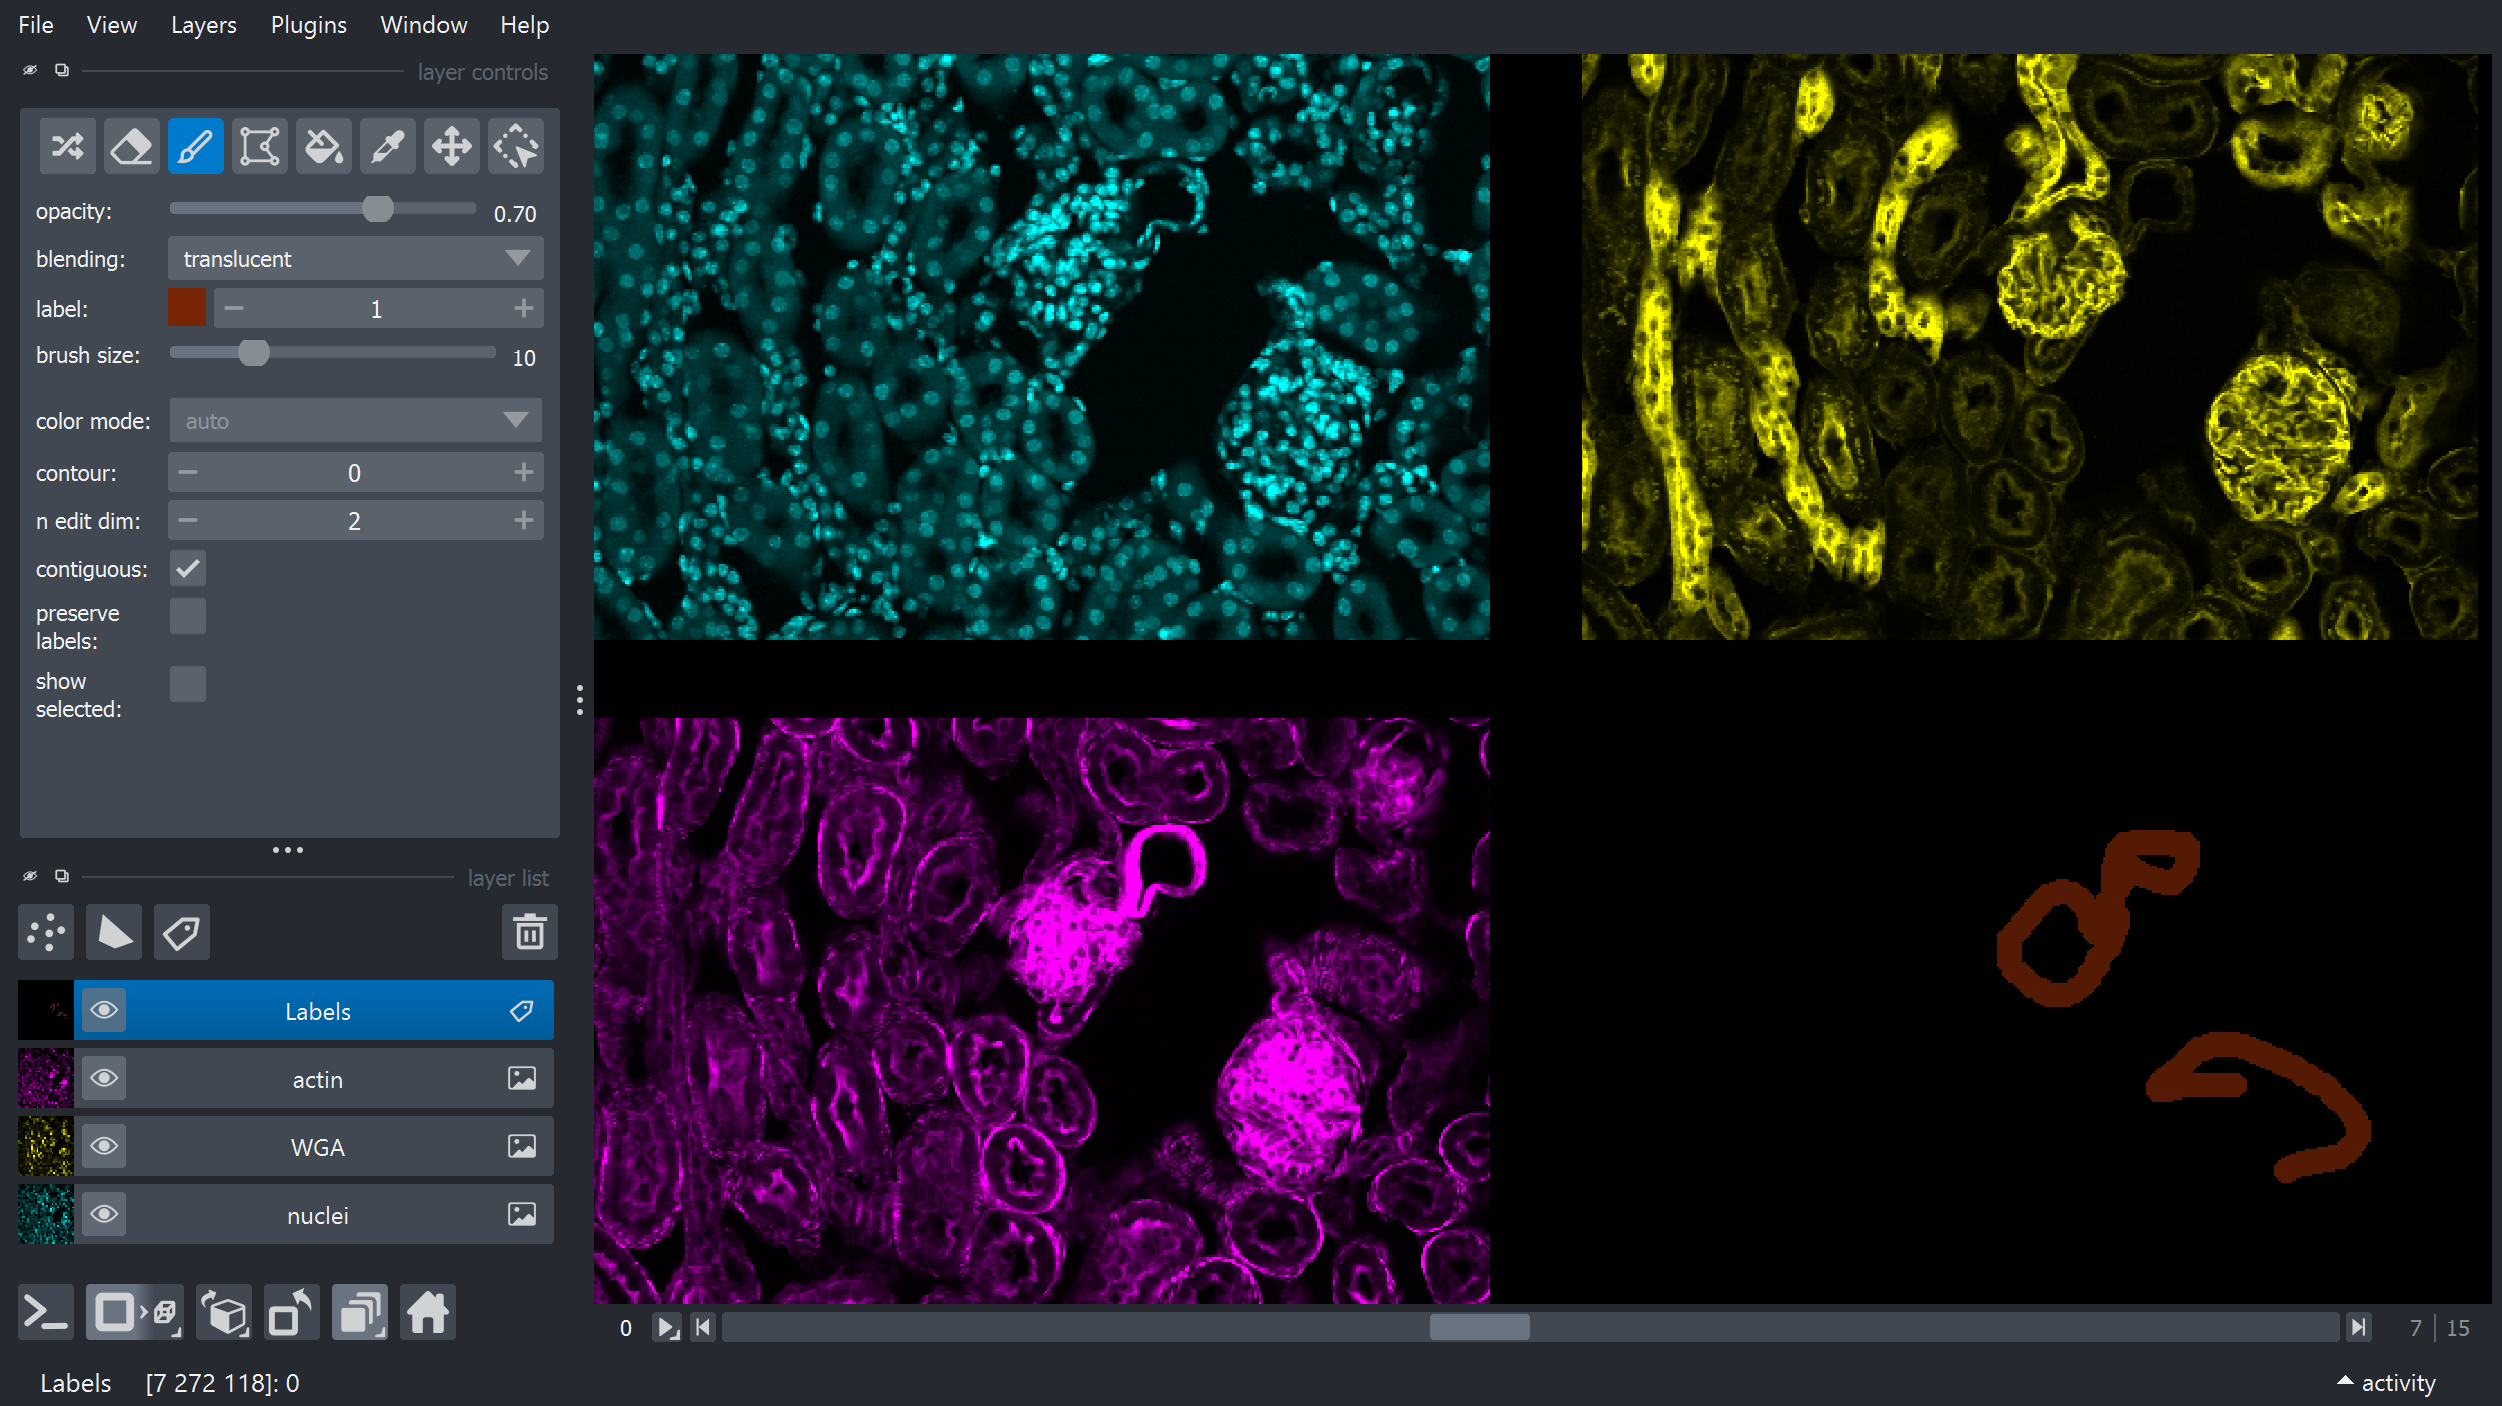 File View Layers Plugins Window Help
layer controls
opacity: 0.70
blending: translucent
label: 1
brush size: 10
color mode: auto
contour: 0
n edit dim: 2
contiguous:
preserve
labels:
show
selected:
layer list
Labels
actin
WGA
nuclei
0 7 | 15
Labels [7 272 118]: 0 activity